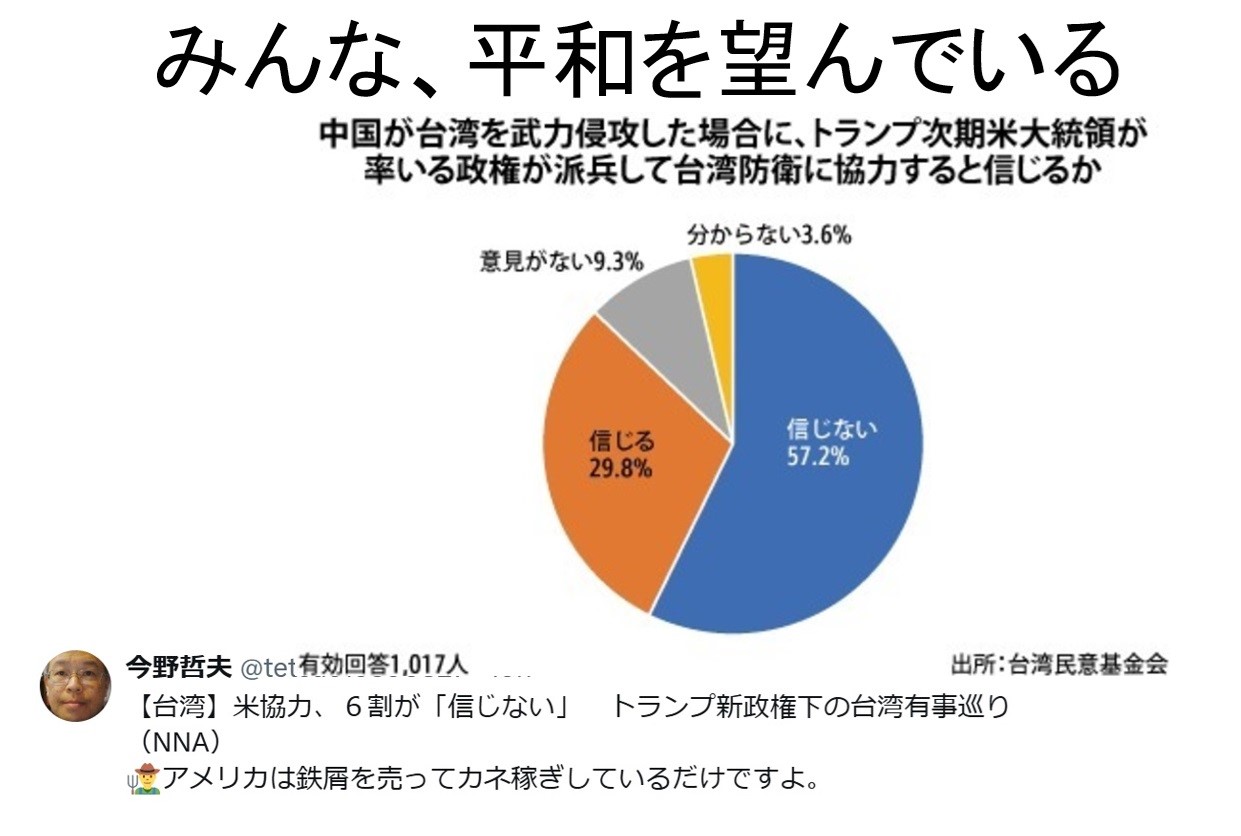 みんな、平和を望んでいる
中国が台湾を武力侵攻した場合に、トランプ次期米大統領が
率いる政権が派兵して台湾防衛に協力すると信じるか
分からない3.6%
意見がない9.3%
信じない
57.2%
信じる
29.8%
今野哲夫 @tet
有効回答1,017人
出所：台湾民意基金会
【台湾】米協力、６割が「信じない」　トランプ新政権下の台湾有事巡り
（NNA）
アメリカは鉄屑を売ってカネ稼ぎしているだけですよ。